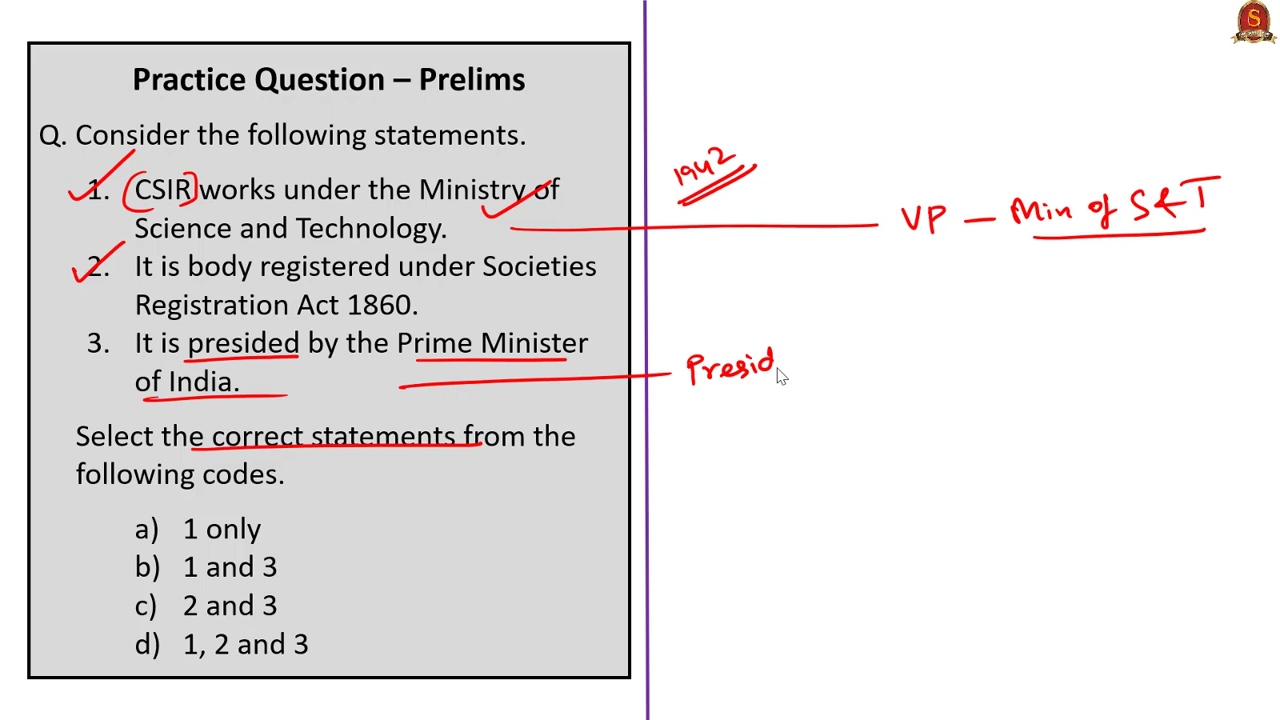 Practice Question – Prelims
Q. Consider the following statements.
1. CSIR works under the Ministry of
Science and Technology.
2. It is body registered under Societies
Registration Act 1860.
3. It is presided by the Prime Minister
of India.
Select the correct statements from the
following codes.
a) 1 only
b) 1 and 3
c) 2 and 3
d) 1, 2 and 3
1942
VP — Min of S&T
Presid
S